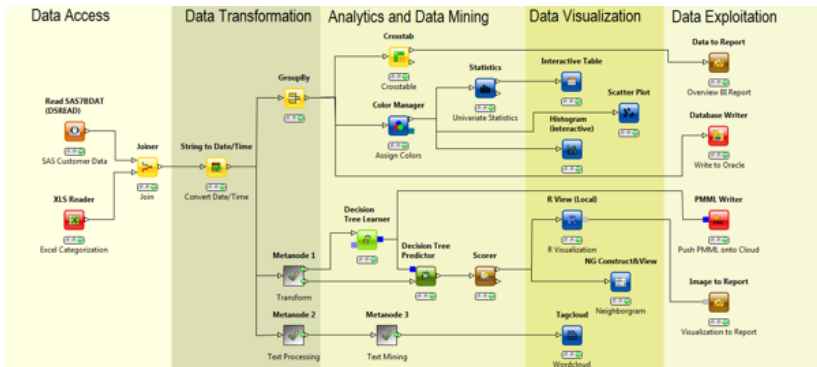 Data Access
Data Transformation
Analytics and Data Mining
Data Visualization
Data Exploitation
Crosstab
Crosstable
Data to Report
Overview BI Report
GroupBy
Statistics
Univariate Statistics
Interactive Table
Scatter Plot
Color Manager
Assign Colors
Histogram
(Interactive)
Database Writer
Write to Oracle
Read SAS7BDAT
(DSREAD)
SAS Customer Data
Joiner
Join
String to Date/Time
Convert Date/Time
XLS Reader
Excel Categorization
Decision
Tree Learner
R View (Local)
R Visualization
PMML Writer
Push PMML onto Cloud
Metanode 1
Transform
Decision Tree
Predictor
Scorer
NG Construct&View
Neighborgram
Image to Report
Visualization to Report
Metanode 2
Text Processing
Metanode 3
Text Mining
Tagcloud
Wordcloud